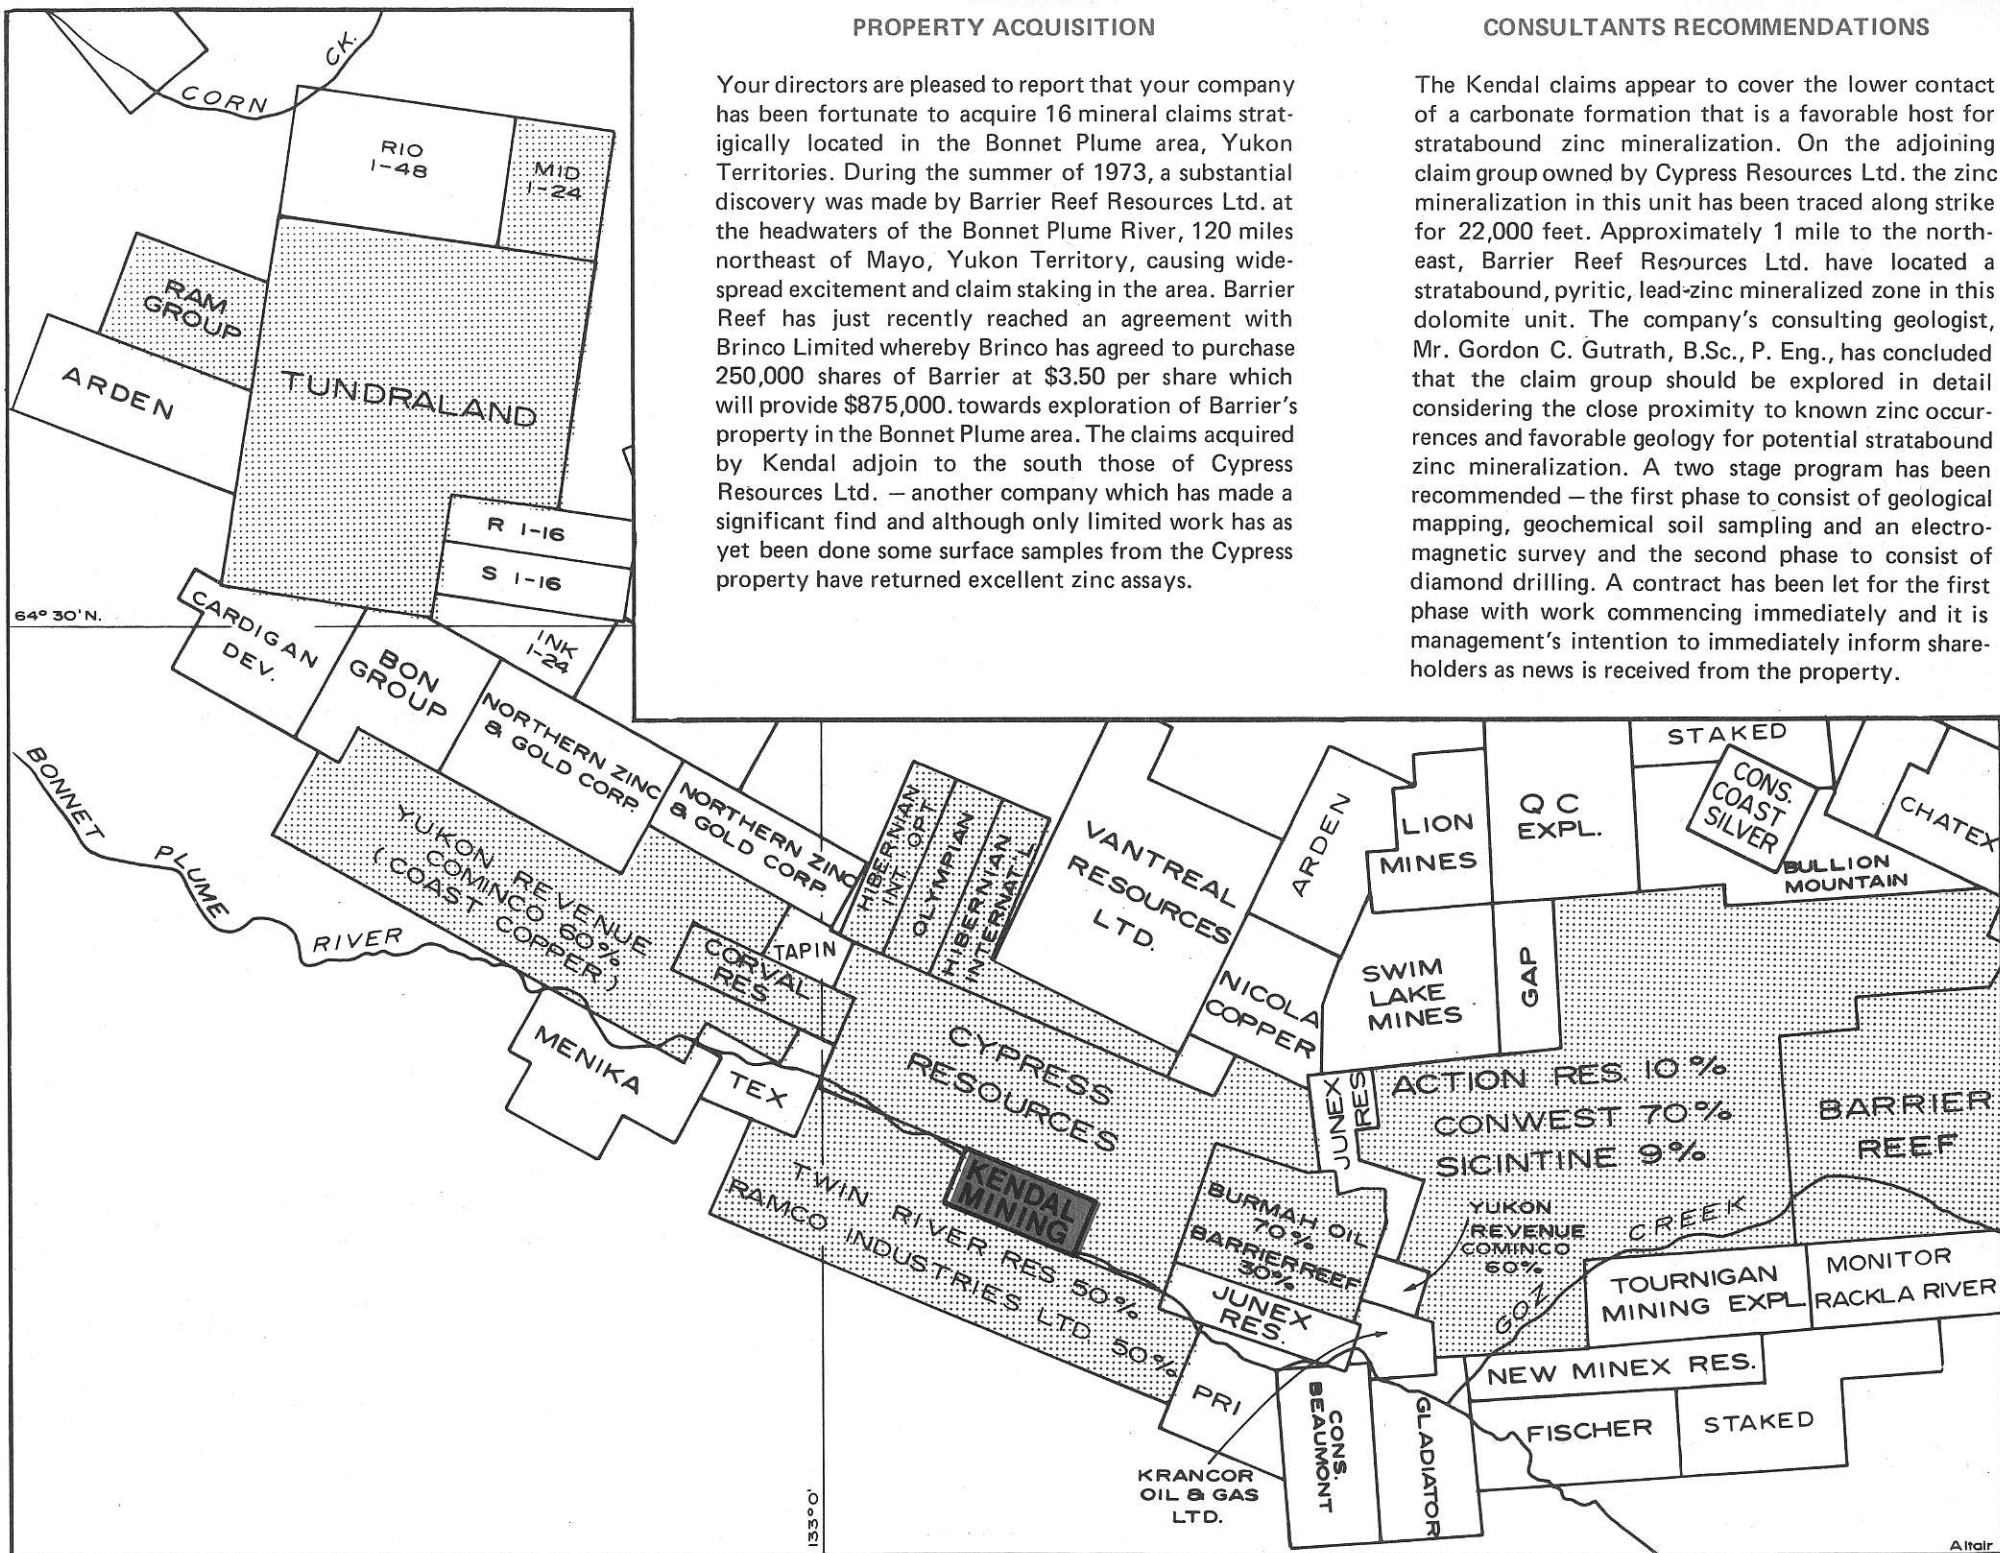 PROPERTY ACQUISITION
Your directors are pleased to report that your company
has been fortunate to acquire 16 mineral claims strat-
igically located in the Bonnet Plume area, Yukon
Territories. During the summer of 1973, a substantial
discovery was made by Barrier Reef Resources Ltd. at
the headwaters of the Bonnet Plume River, 120 miles
northeast of Mayo, Yukon Territory, causing wide-
spread excitement and claim staking in the area. Barrier
Reef has just recently reached an agreement with
Brinco Limited whereby Brinco has agreed to purchase
250,000 shares of Barrier at $3.50 per share which
will provide $875,000. towards exploration of Barrier's
property in the Bonnet Plume area. The claims acquired
by Kendal adjoin to the south those of Cypress
Resources Ltd. — another company which has made a
significant find and although only limited work has as
yet been done some surface samples from the Cypress
property have returned excellent zinc assays.
CONSULTANTS RECOMMENDATIONS
The Kendal claims appear to cover the lower contact
of a carbonate formation that is a favorable host for
stratabound zinc mineralization. On the adjoining
claim group owned by Cypress Resources Ltd. the zinc
mineralization in this unit has been traced along strike
for 22,000 feet. Approximately 1 mile to the north-
east, Barrier Reef Resources Ltd. have located a
stratabound, pyritic, lead-zinc mineralized zone in this
dolomite unit. The company's consulting geologist,
Mr. Gordon C. Gutrath, B.Sc., P. Eng., has concluded
that the claim group should be explored in detail
considering the close proximity to known zinc occur-
rences and favorable geology for potential stratabound
zinc mineralization. A two stage program has been
recommended — the first phase to consist of geological
mapping, geochemical soil sampling and an electro-
magnetic survey and the second phase to consist of
diamond drilling. A contract has been let for the first
phase with work commencing immediately and it is
management's intention to immediately inform share-
holders as news is received from the property.
CORN CK.
RIO
1-48
MID
1-24
RAM
GROUP
ARDEN
TUNDRALAND
R 1-16
S 1-16
64° 30' N.
CARDIGAN
DEV.
BON
GROUP
INK
1-24
NORTHERN ZINC
& GOLD CORP.
NORTHERN ZINC
& GOLD CORP.
BONNET PLUME RIVER
YUKON REVENUE
COMINCO 60%
(COAST COPPER)
CORVAL
RES
TAPIN
HIBERNIAN
INT. OPT
OLYMPIAN
HIBERNIAN
INTERNAT'L
VANTREAL
RESOURCES
LTD.
ARDEN
LION
MINES
Q C
EXPL.
STAKED
CONS.
COAST
SILVER
BULLION
MOUNTAIN
CHATEX
NICOLA
COPPER
SWIM
LAKE
MINES
GAP
MENIKA
TEX
CYPRESS
RESOURCES
JUNEX
RES
ACTION RES. 10%
CONWEST 70%
SICINTINE 9%
BARRIER
REEF
KENDAL
MINING
TWIN RIVER RES 50%
RAMCO INDUSTRIES LTD 50%
BURMAH OIL
70%
BARRIER REEF
30%
JUNEX
RES.
YUKON
REVENUE
COMINCO
60%
GOZ CREEK
TOURNIGAN
MINING EXPL.
MONITOR
RACKLA RIVER
NEW MINEX RES.
PRI
CONS.
BEAUMONT
GLADIATOR
FISCHER
STAKED
KRANCOR
OIL & GAS
LTD.
133° 0'
Altair